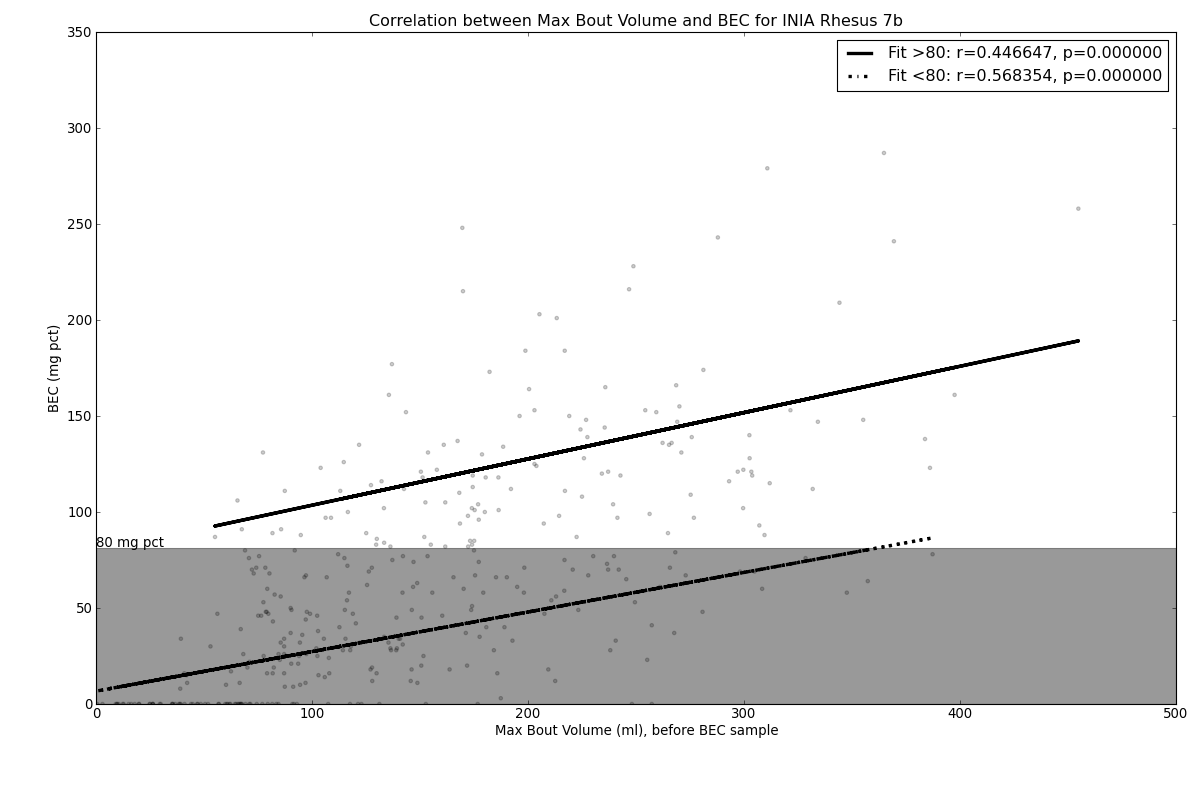 Correlation between Max Bout Volume and BEC for INIA Rhesus 7b
Fit >80: r=0.446647, p=0.000000
Fit <80: r=0.568354, p=0.000000
350
300
250
200
150
100
50
0
BEC (mg pct)
80 mg pct
0 100 200 300 400 500
Max Bout Volume (ml), before BEC sample